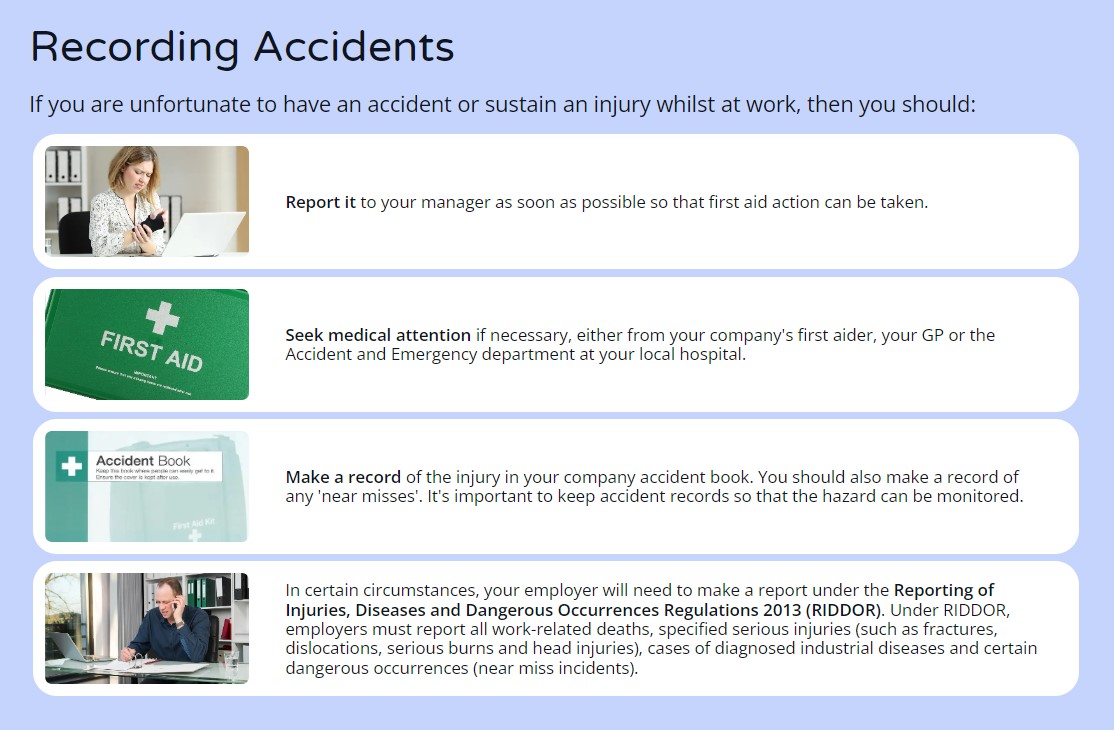 Recording Accidents
If you are unfortunate to have an accident or sustain an injury whilst at work, then you should:
Report it to your manager as soon as possible so that first aid action can be taken.
FIRST AID
IMPORTANT
Seek medical attention if necessary, either from your company's first aider, your GP or the
Accident and Emergency department at your local hospital.
Accident Book
Keep this book where people can easily get to it.
Ensure the cover is kept after use.
First Aid Kit
Make a record of the injury in your company accident book. You should also make a record of
any 'near misses'. It's important to keep accident records so that the hazard can be monitored.
In certain circumstances, your employer will need to make a report under the Reporting of
Injuries, Diseases and Dangerous Occurrences Regulations 2013 (RIDDOR). Under RIDDOR,
employers must report all work-related deaths, specified serious injuries (such as fractures,
dislocations, serious burns and head injuries), cases of diagnosed industrial diseases and certain
dangerous occurrences (near miss incidents).